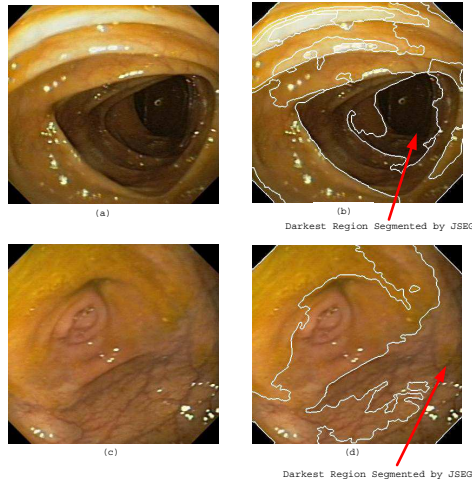 (a)
(b)
Darkest Region Segmented by JSEG
(c)
(d)
Darkest Region Segmented by JSEG